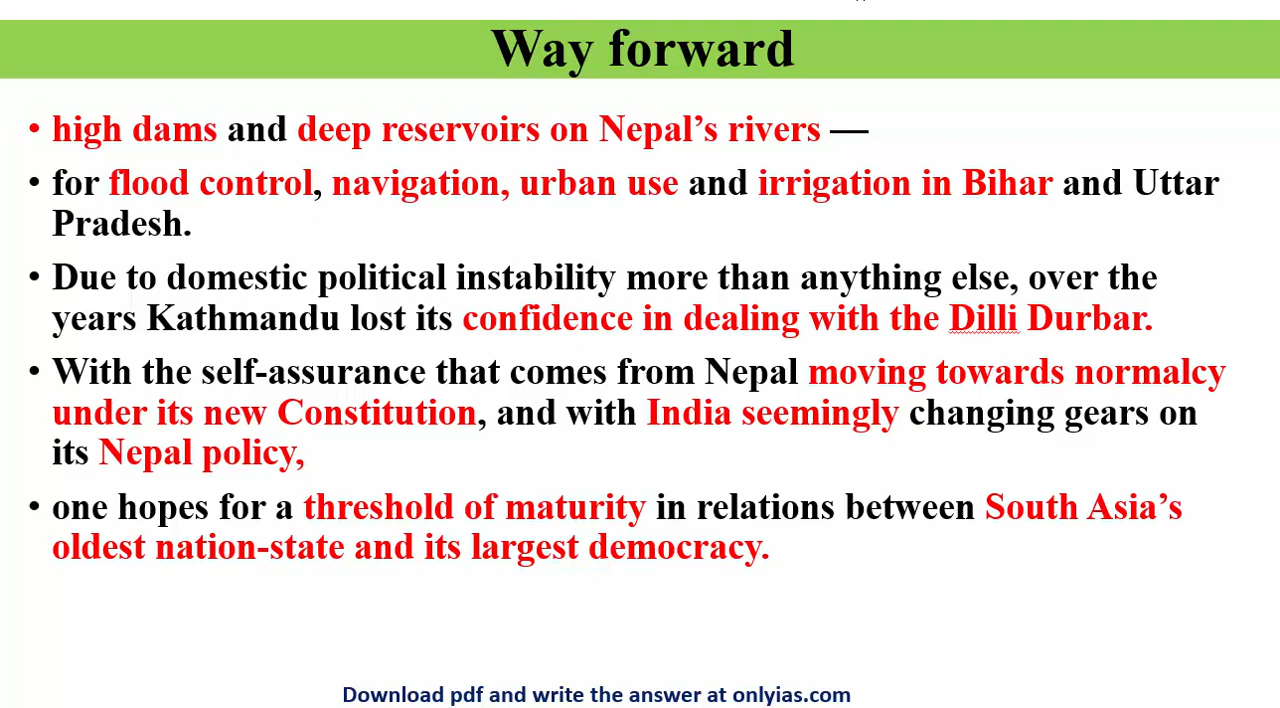 Way forward
• high dams and deep reservoirs on Nepal’s rivers —
• for flood control, navigation, urban use and irrigation in Bihar and Uttar
Pradesh.
• Due to domestic political instability more than anything else, over the
years Kathmandu lost its confidence in dealing with the Dilli Durbar.
• With the self-assurance that comes from Nepal moving towards normalcy
under its new Constitution, and with India seemingly changing gears on
its Nepal policy,
• one hopes for a threshold of maturity in relations between South Asia’s
oldest nation-state and its largest democracy.
Download pdf and write the answer at onlyias.com